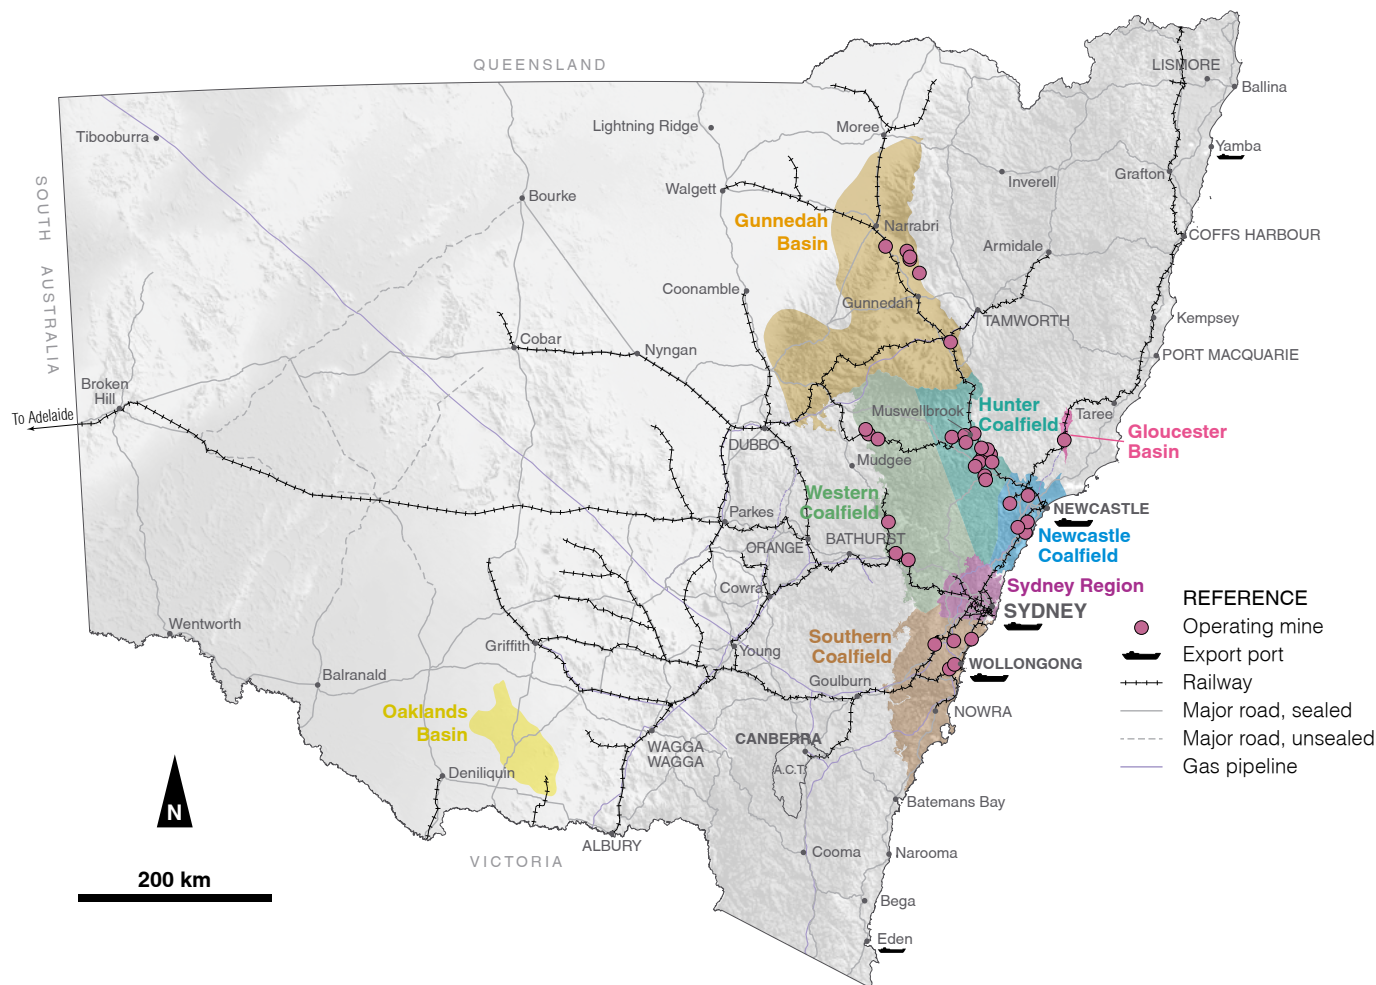 QUEENSLAND
LISMORE
Ballina
Tibooburra
Lightning Ridge
Moree
Yamba
Inverell
Grafton
Walgett
Bourke
SOUTH AUSTRALIA
Gunnedah
Basin
Narrabri
Armidale
COFFS HARBOUR
Coonamble
Gunnedah
TAMWORTH
Kempsey
Cobar
Nyngan
PORT MACQUARIE
Broken
Hill
To Adelaide
Muswellbrook
Hunter
Coalfield
Taree
Gloucester
Basin
DUBBO
Mudgee
Western
Coalfield
Parkes
NEWCASTLE
ORANGE
BATHURST
Newcastle
Coalfield
Cowra
Sydney Region
SYDNEY
Wentworth
Griffith
Young
Southern
Coalfield
WOLLONGONG
Balranald
Goulburn
Oaklands
Basin
NOWRA
CANBERRA
WAGGA
WAGGA
A.C.T.
Deniliquin
Batemans Bay
ALBURY
VICTORIA
Cooma
Narooma
Bega
Eden
N
200 km
REFERENCE
Operating mine
Export port
Railway
Major road, sealed
Major road, unsealed
Gas pipeline